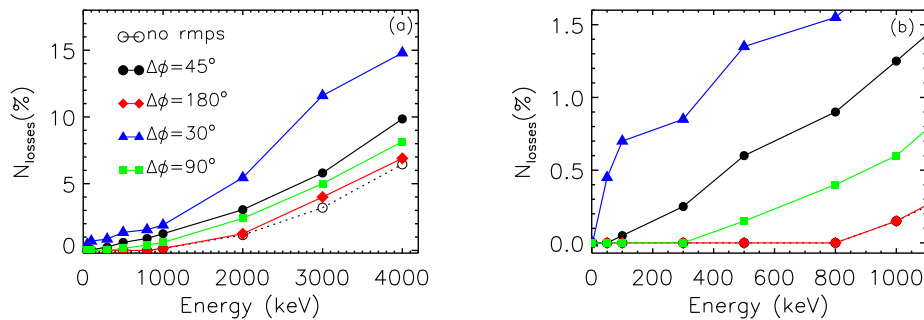 (a)
no rmps
Δϕ=45°
Δϕ=180°
Δϕ=30°
Δϕ=90°
15
10
5
0
N_losses(%)
0 1000 2000 3000 4000
Energy (keV)
(b)
1.5
1.0
0.5
0.0
N_losses(%)
0 200 400 600 800 1000
Energy (keV)